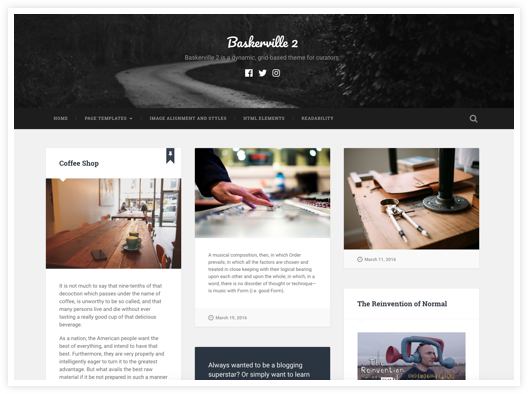 Baskerville 2
Baskerville 2 is a dynamic, grid-based theme for curators.
HOME
PAGE TEMPLATES
IMAGE ALIGNMENT AND STYLES
HTML ELEMENTS
READABILITY
Coffee Shop
It is not much to say that nine-tenths of that
decoction which passes under the name of
coffee, is unworthy to be so called, and that
many persons live and die without ever
tasting a really good cup of that delicious
beverage.
As a nation, the American people want the
best of everything, and intend to have that
best. Furthermore, they are very properly and
intelligently eager to turn it to the greatest
advantage. But what avails the best raw
material if it be not prepared in such a manner
A musical composition, then, in which Order
prevails, in which all the factors are chosen and
treated in close keeping with their logical bearing
upon each other and upon the whole, in which, in a
word, there is no disorder of thought or technique—
is music with Form (i.e. good Form).
March 15, 2016
Always wanted to be a blogging
superstar? Or simply want to learn
March 11, 2016
The Reinvention of Normal
The
Reinvention